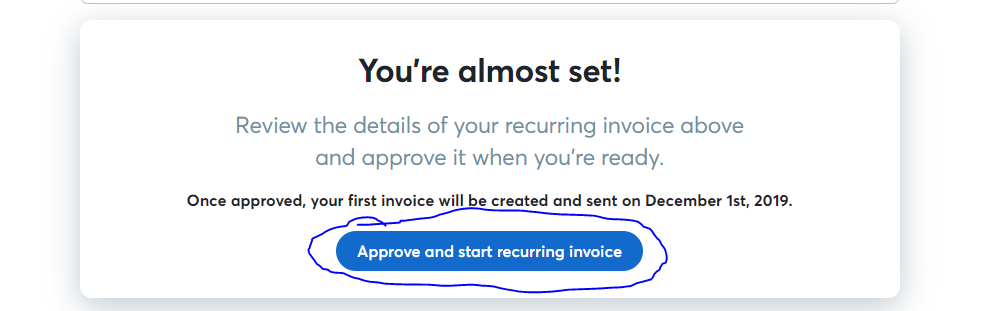 You're almost set!
Review the details of your recurring invoice above
and approve it when you're ready.
Once approved, your first invoice will be created and sent on December 1st, 2019.
Approve and start recurring invoice